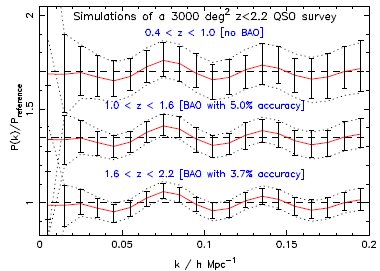 Simulations of a 3000 deg² z<2.2 QSO survey
0.4 < z < 1.0 [no BAO]
1.0 < z < 1.6 [BAO with 5.0% accuracy]
1.6 < z < 2.2 [BAO with 3.7% accuracy]
P(k)/Preference
2
1.5
1
0 0.05 0.1 0.15 0.2
k / h Mpc⁻¹